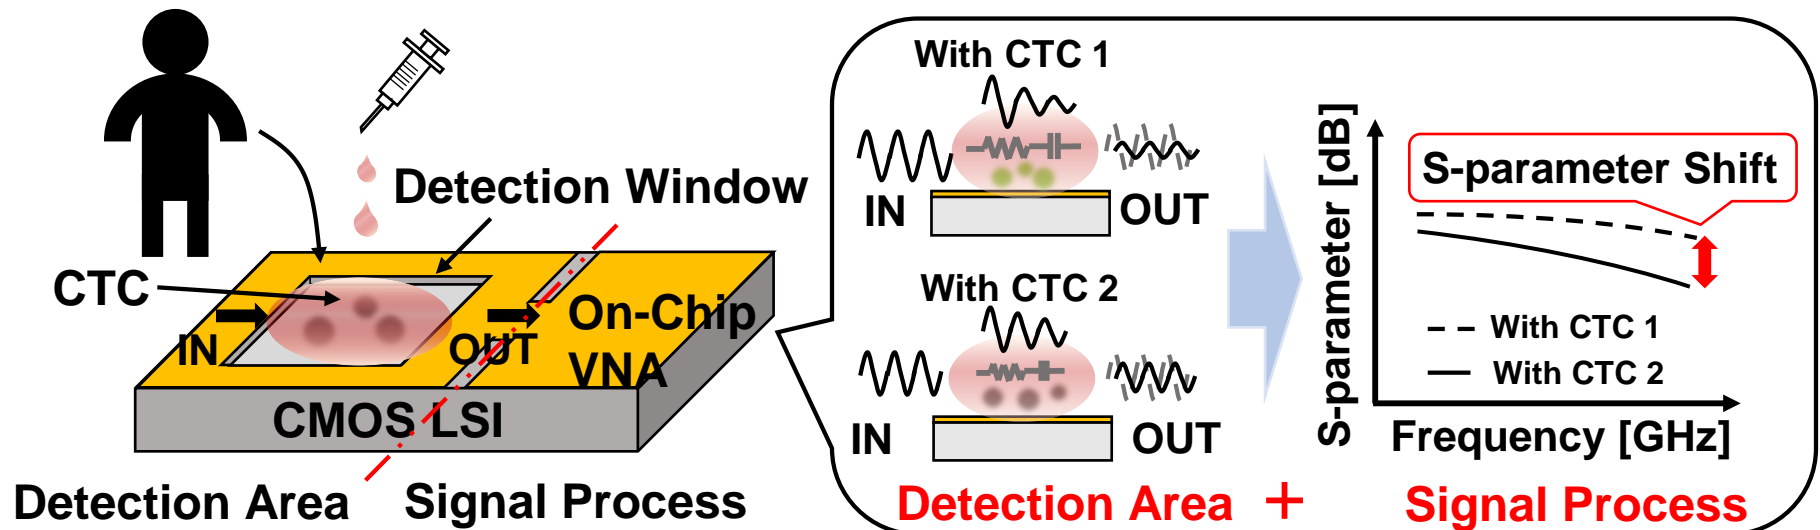 Detection Window
CTC
IN
OUT
On-Chip
VNA
CMOS LSI
Detection Area
Signal Process
With CTC 1
IN
OUT
With CTC 2
IN
OUT
S-parameter [dB]
S-parameter Shift
With CTC 1
With CTC 2
Frequency [GHz]
Detection Area + Signal Process